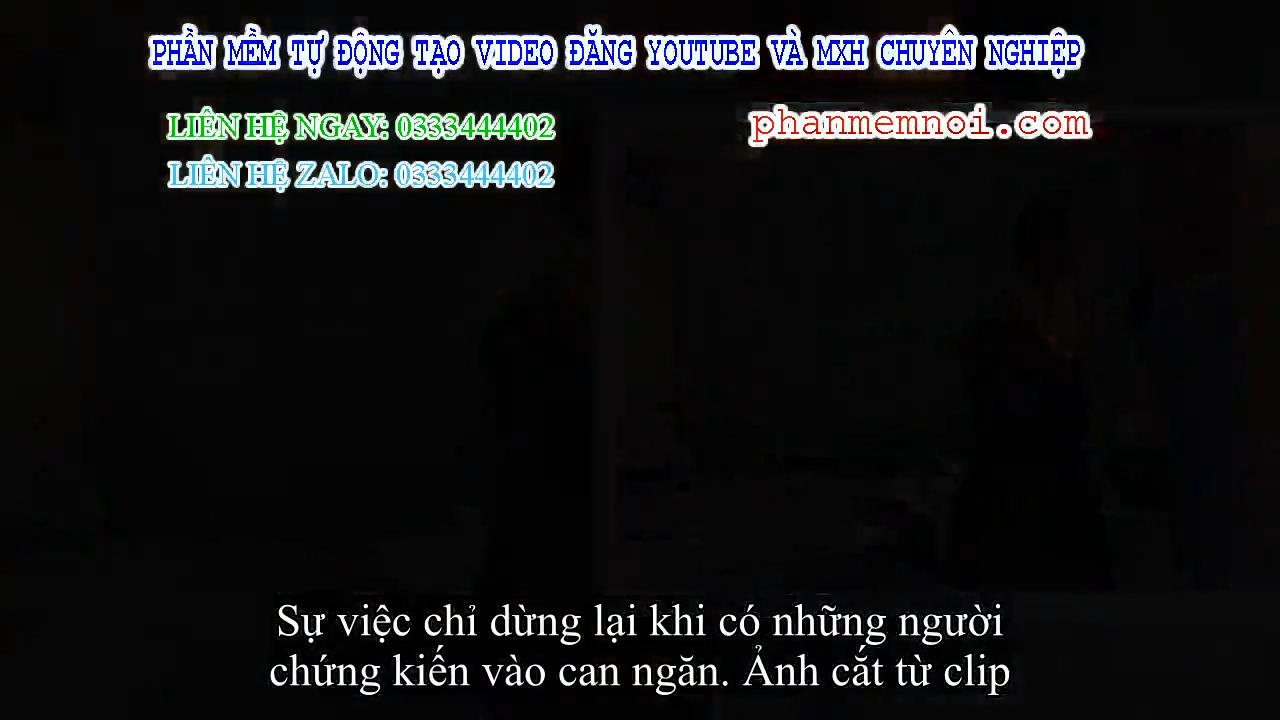 PHẦN MỀM TỰ ĐỘNG TẠO VIDEO ĐĂNG YOUTUBE VÀ MXH CHUYÊN NGHIỆP
LIÊN HỆ NGAY: 0333444402
phanmemnoi.com
LIÊN HỆ ZALO: 0333444402
Sự việc chỉ dừng lại khi có những người
chứng kiến vào can ngăn. Ảnh cắt từ clip